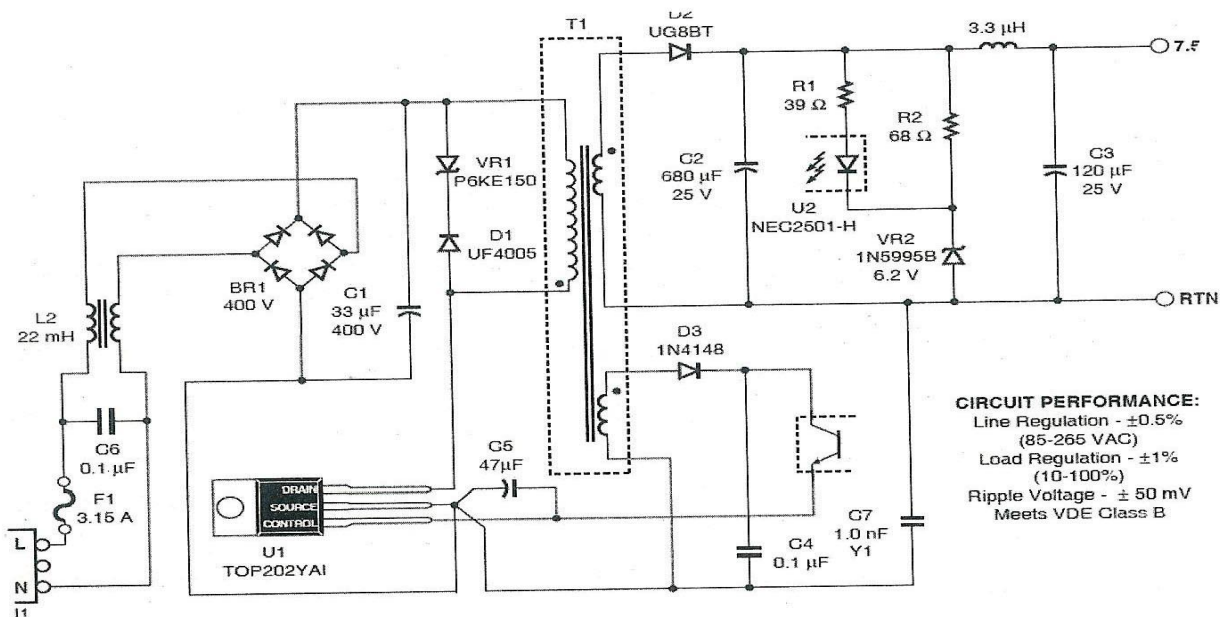 T1
D2
UG8BT
3.3 µH
7.5
R1
39 Ω
R2
68 Ω
VR1
P6KE150
C2
680 µF
25 V
C3
120 µF
25 V
U2
NEC2501-H
D1
UF4005
VR2
1N5995B
6.2 V
BR1
400 V
C1
33 µF
400 V
RTN
L2
22 mH
D3
1N4148
CIRCUIT PERFORMANCE:
Line Regulation - ±0.5%
(85-265 VAC)
Load Regulation - ±1%
(10-100%)
Ripple Voltage - ± 50 mV
Meets VDE Class B
C6
0.1 µF
C5
47µF
F1
3.15 A
DRAIN
SOURCE
CONTROL
C7
1.0 nF
Y1
L
N
J1
U1
TOP202YAI
C4
0.1 µF